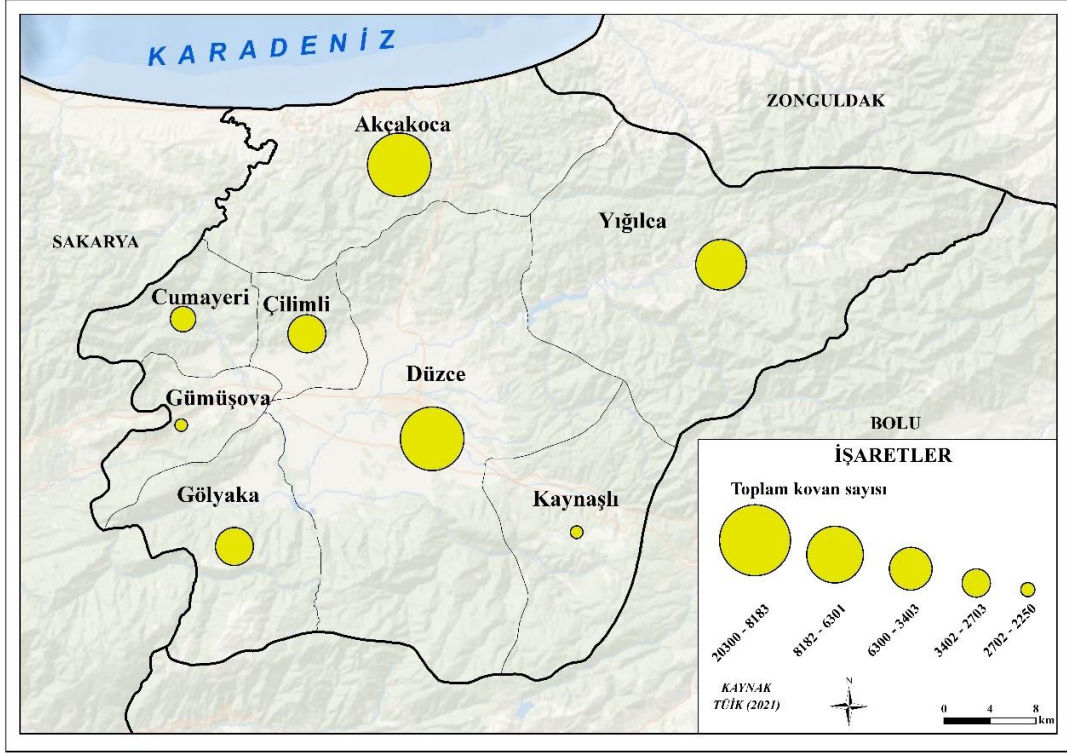 KARADENİZ
ZONGULDAK
Akçakoca
Yığılca
SAKARYA
Cumayeri
Çilimli
Düzce
Gümüşova
BOLU
Gölyaka
Kaynaşlı
İŞARETLER
Toplam kovan sayısı
20300 - 8183
8182 - 6301
6300 - 3403
3402 - 2703
2702 - 2250
KAYNAK
TÜİK (2021)
N
0 4 8
km